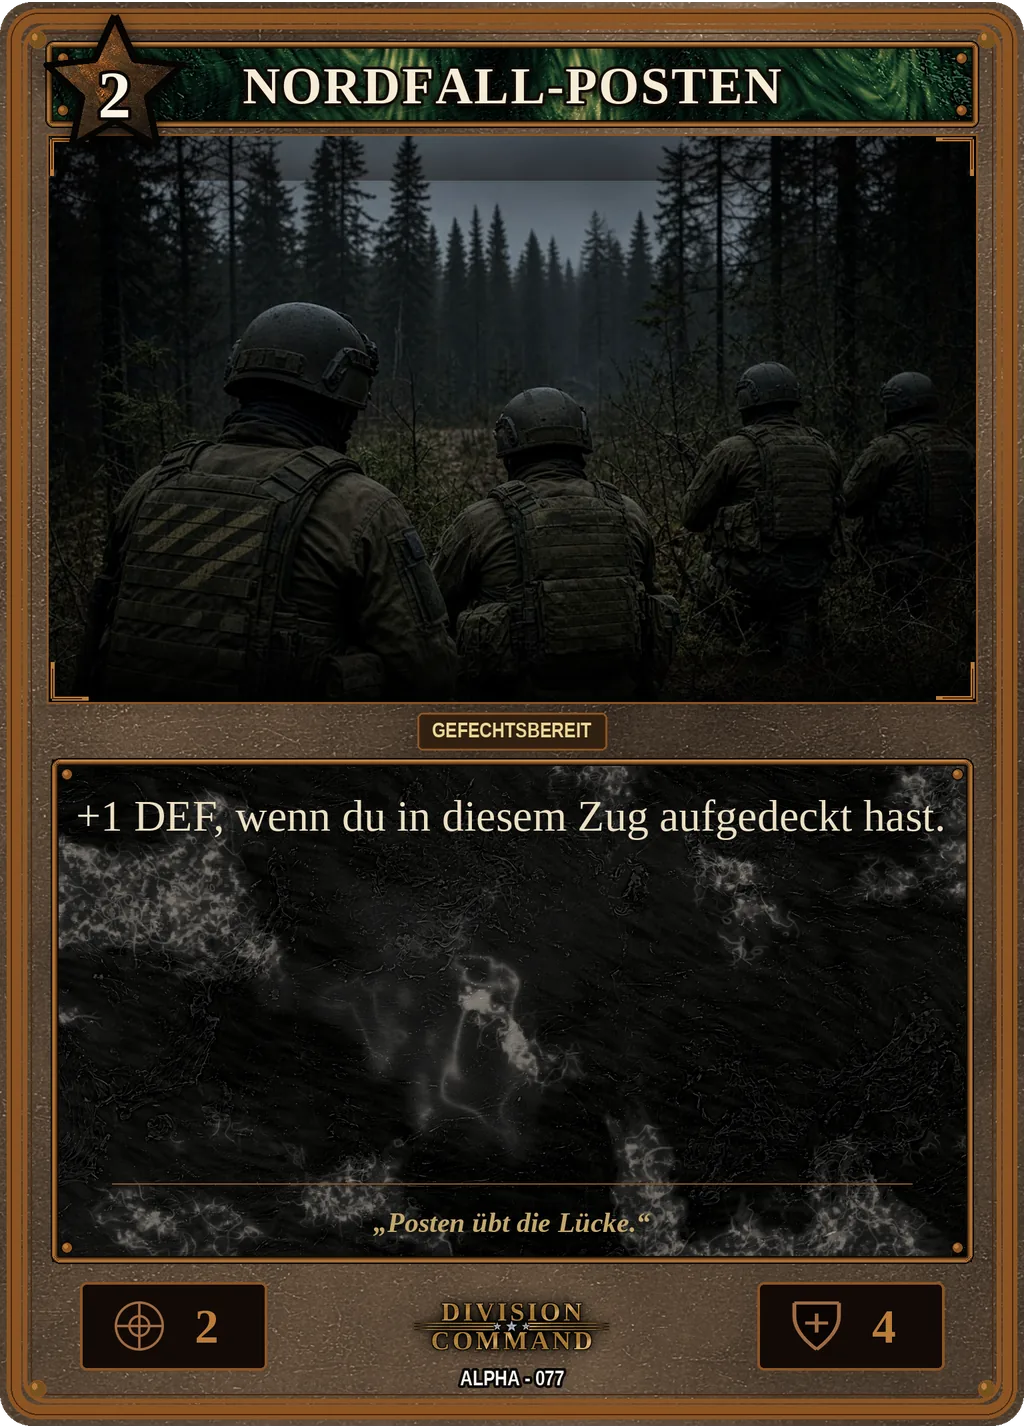 2
NORDFALL-POSTEN
GEFECHTSBEREIT
+1 DEF, wenn du in diesem Zug aufgedeckt hast.
„Posten übt die Lücke.“
2
DIVISION
COMMAND
4
ALPHA - 077